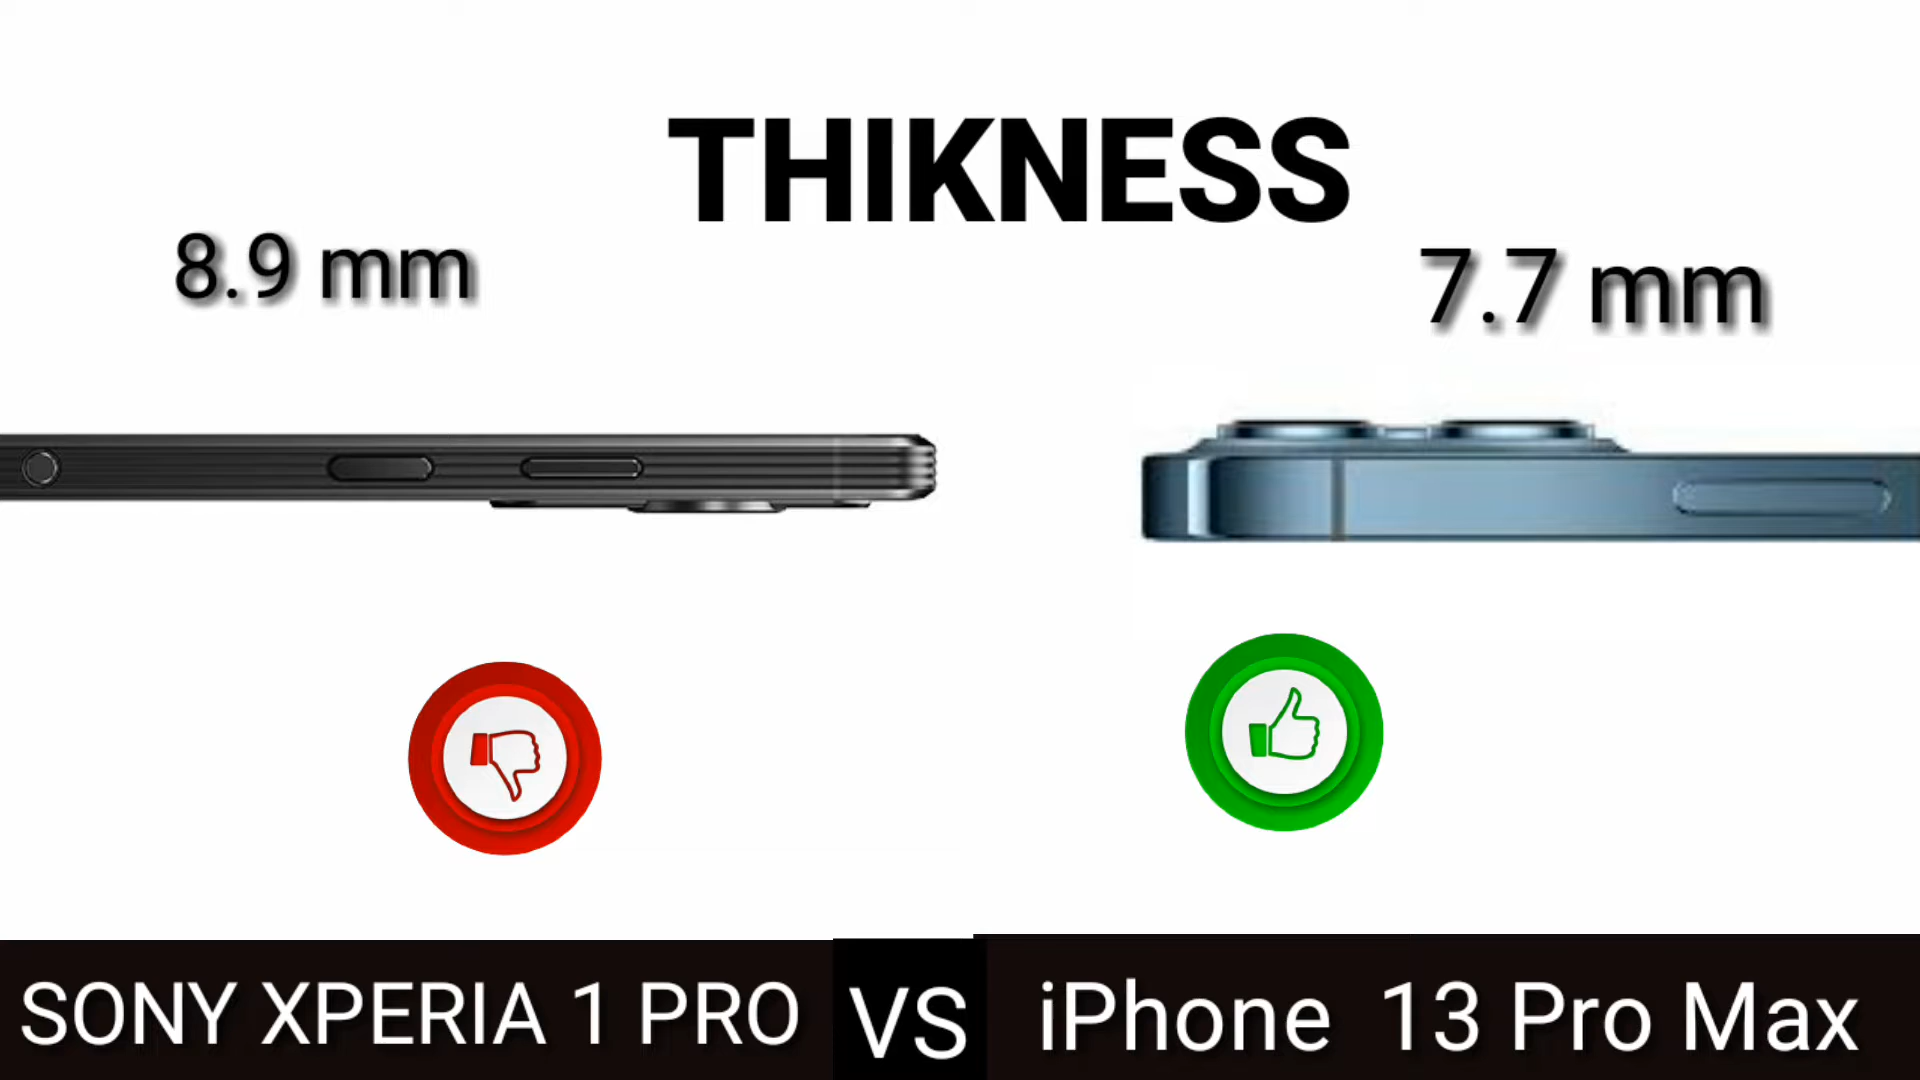 THIKNESS
8.9 mm
7.7 mm
SONY XPERIA 1 PRO VS iPhone 13 Pro Max